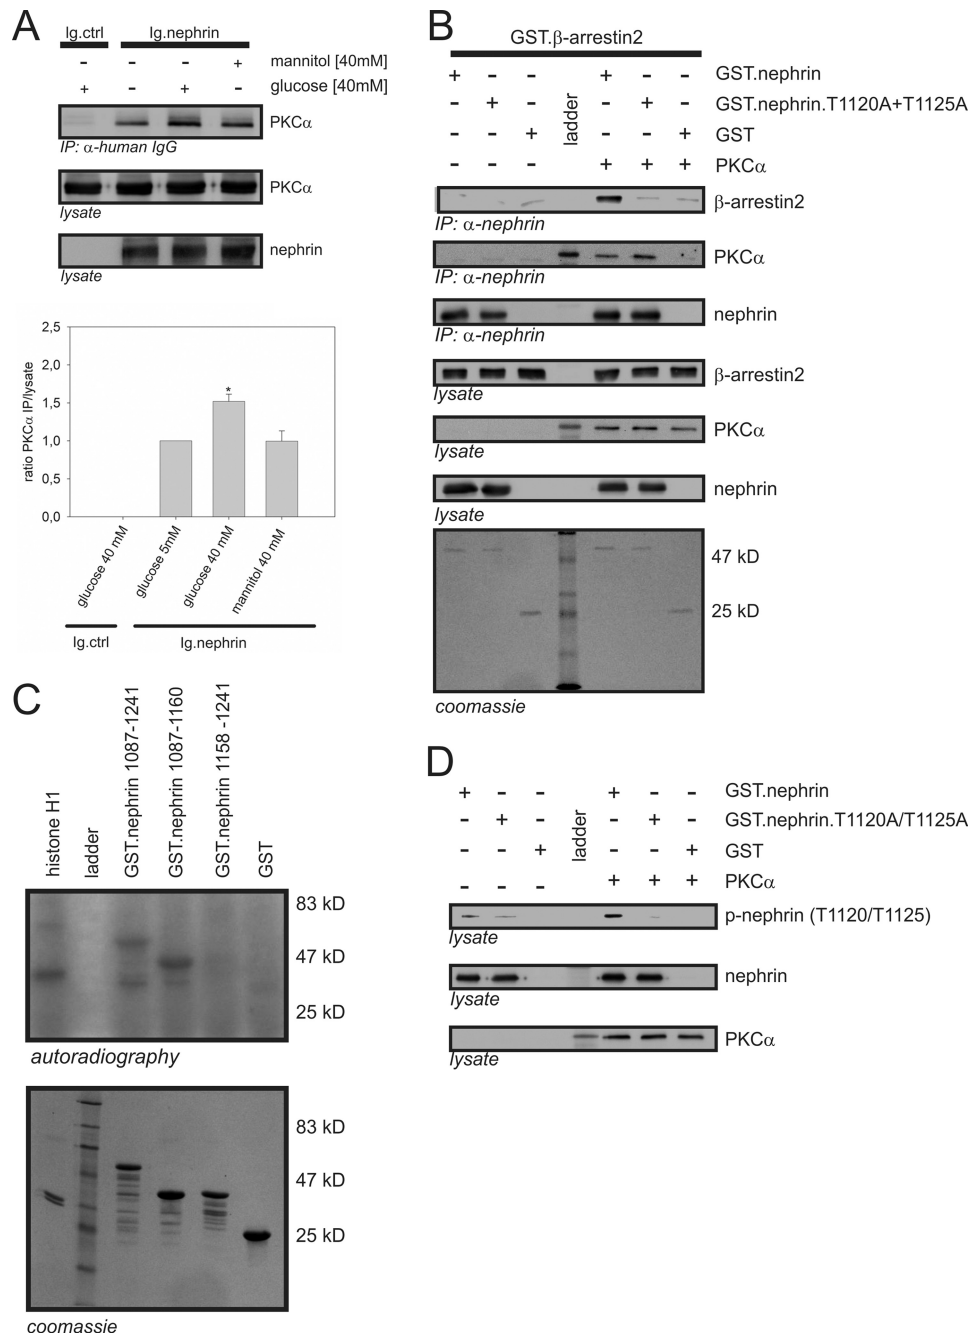 A
Ig.ctrl Ig.nephrin
- - - + mannitol [40mM]
+ - + - glucose [40mM]
PKCα
IP: α-human IgG
PKCα
lysate
nephrin
lysate
2,5
2,0
1,5
1,0
0,5
0,0
ratio PKCα IP/lysate
*
glucose 40 mM
glucose 5mM
glucose 40 mM
mannitol 40 mM
Ig.ctrl Ig.nephrin
B
GST.β-arrestin2
+ - - + - - GST.nephrin
- + - - + - GST.nephrin.T1120A+T1125A
- - + - - + GST
- - - + + + PKCα
ladder
β-arrestin2
IP: α-nephrin
PKCα
IP: α-nephrin
nephrin
IP: α-nephrin
β-arrestin2
lysate
PKCα
lysate
nephrin
lysate
47 kD
25 kD
coomassie
C
histone H1
ladder
GST.nephrin 1087-1241
GST.nephrin 1087-1160
GST.nephrin 1158 -1241
GST
83 kD
47 kD
25 kD
autoradiography
83 kD
47 kD
25 kD
coomassie
D
+ - - + - - GST.nephrin
- + - - + - GST.nephrin.T1120A/T1125A
- - + - - + GST
- - - + + + PKCα
ladder
p-nephrin (T1120/T1125)
lysate
nephrin
lysate
PKCα
lysate